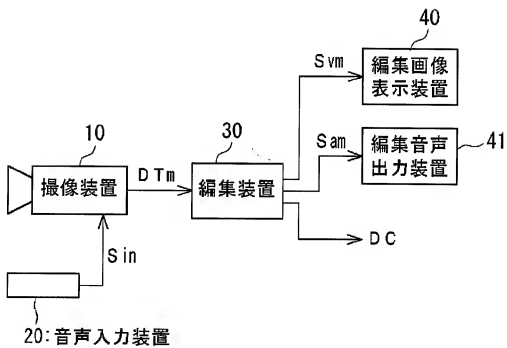 40
Svm
編集画像
表示装置
10
30
Sam
編集音声
出力装置
41
撮像装置
DTm
編集装置
DC
Sin
20:音声入力装置